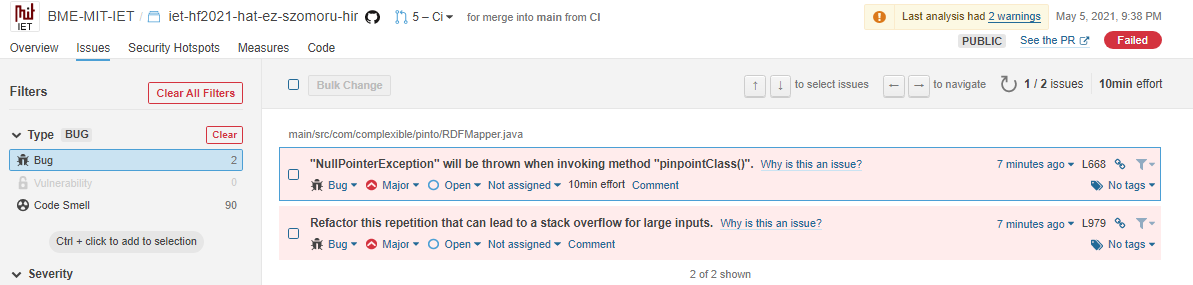 mit
IET
BME-MIT-IET / iet-hf2021-hat-ez-szomoru-hir 5 – Ci for merge into main from CI
Last analysis had 2 warnings May 5, 2021, 9:38 PM
PUBLIC See the PR Failed
Overview Issues Security Hotspots Measures Code
Filters Clear All Filters
Bulk Change ↑ ↓ to select issues ← → to navigate 1 / 2 issues 10min effort
Type BUG Clear
Bug 2
Vulnerability 0
Code Smell 90
Ctrl + click to add to selection
Severity
main/src/com/complexible/pinto/RDFMapper.java
"NullPointerException" will be thrown when invoking method "pinpointClass()". Why is this an issue? 7 minutes ago L668
Bug Major Open Not assigned 10min effort Comment No tags
Refactor this repetition that can lead to a stack overflow for large inputs. Why is this an issue? 7 minutes ago L979
Bug Major Open Not assigned Comment No tags
2 of 2 shown